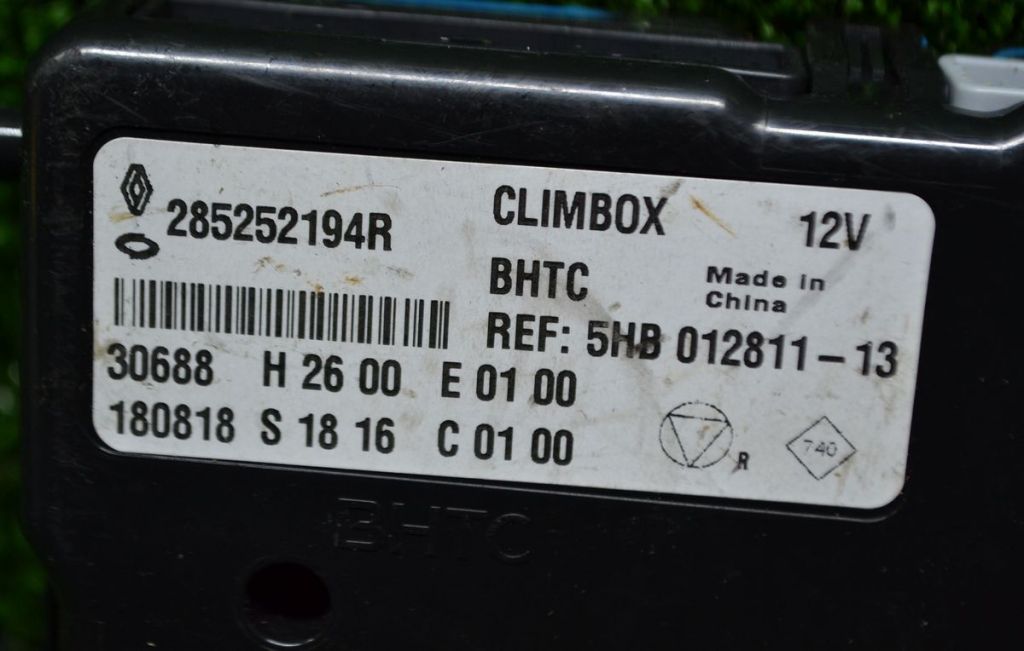 285252194R
CLIMBOX 12V
BHTC
Made in
China
REF: 5HB 012811-13
30688 H 26 00 E 01 00
180818 S 18 16 C 01 00
R
740
BHTC